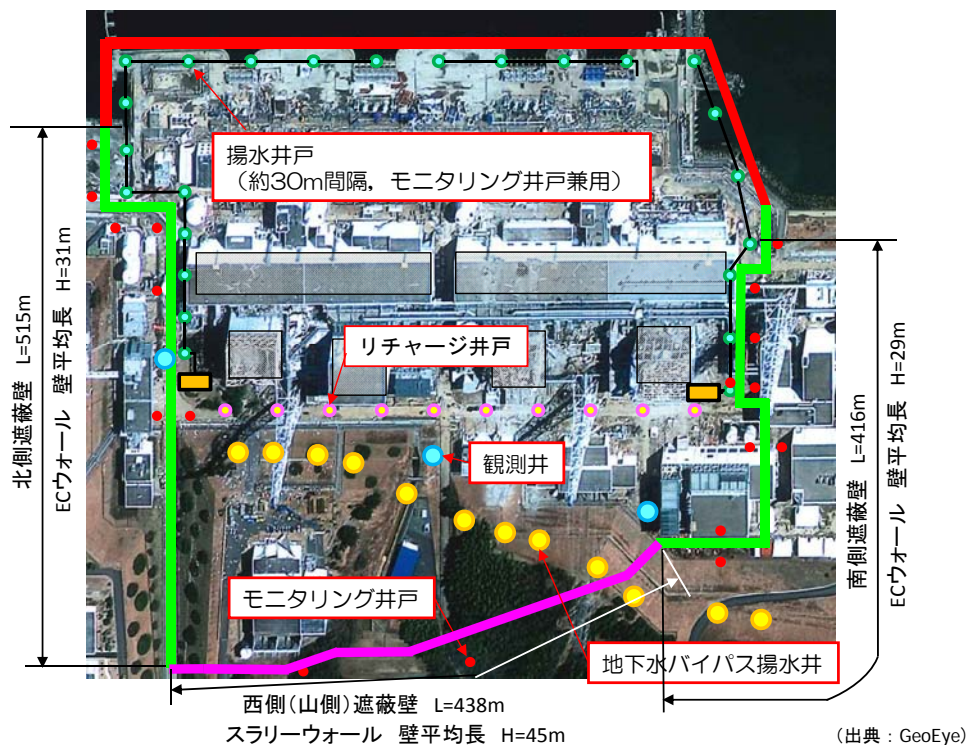 揚水井戸
（約30m間隔，モニタリング井戸兼用）
北側遮蔽壁　L=515m
ECウォール　壁平均長　H=31m
リチャージ井戸
観測井
モニタリング井戸
地下水バイパス揚水井
南側遮蔽壁　L=416m
ECウォール　壁平均長　H=29m
西側（山側）遮蔽壁　L=438m
スラリーウォール　壁平均長　H=45m
（出典：GeoEye）